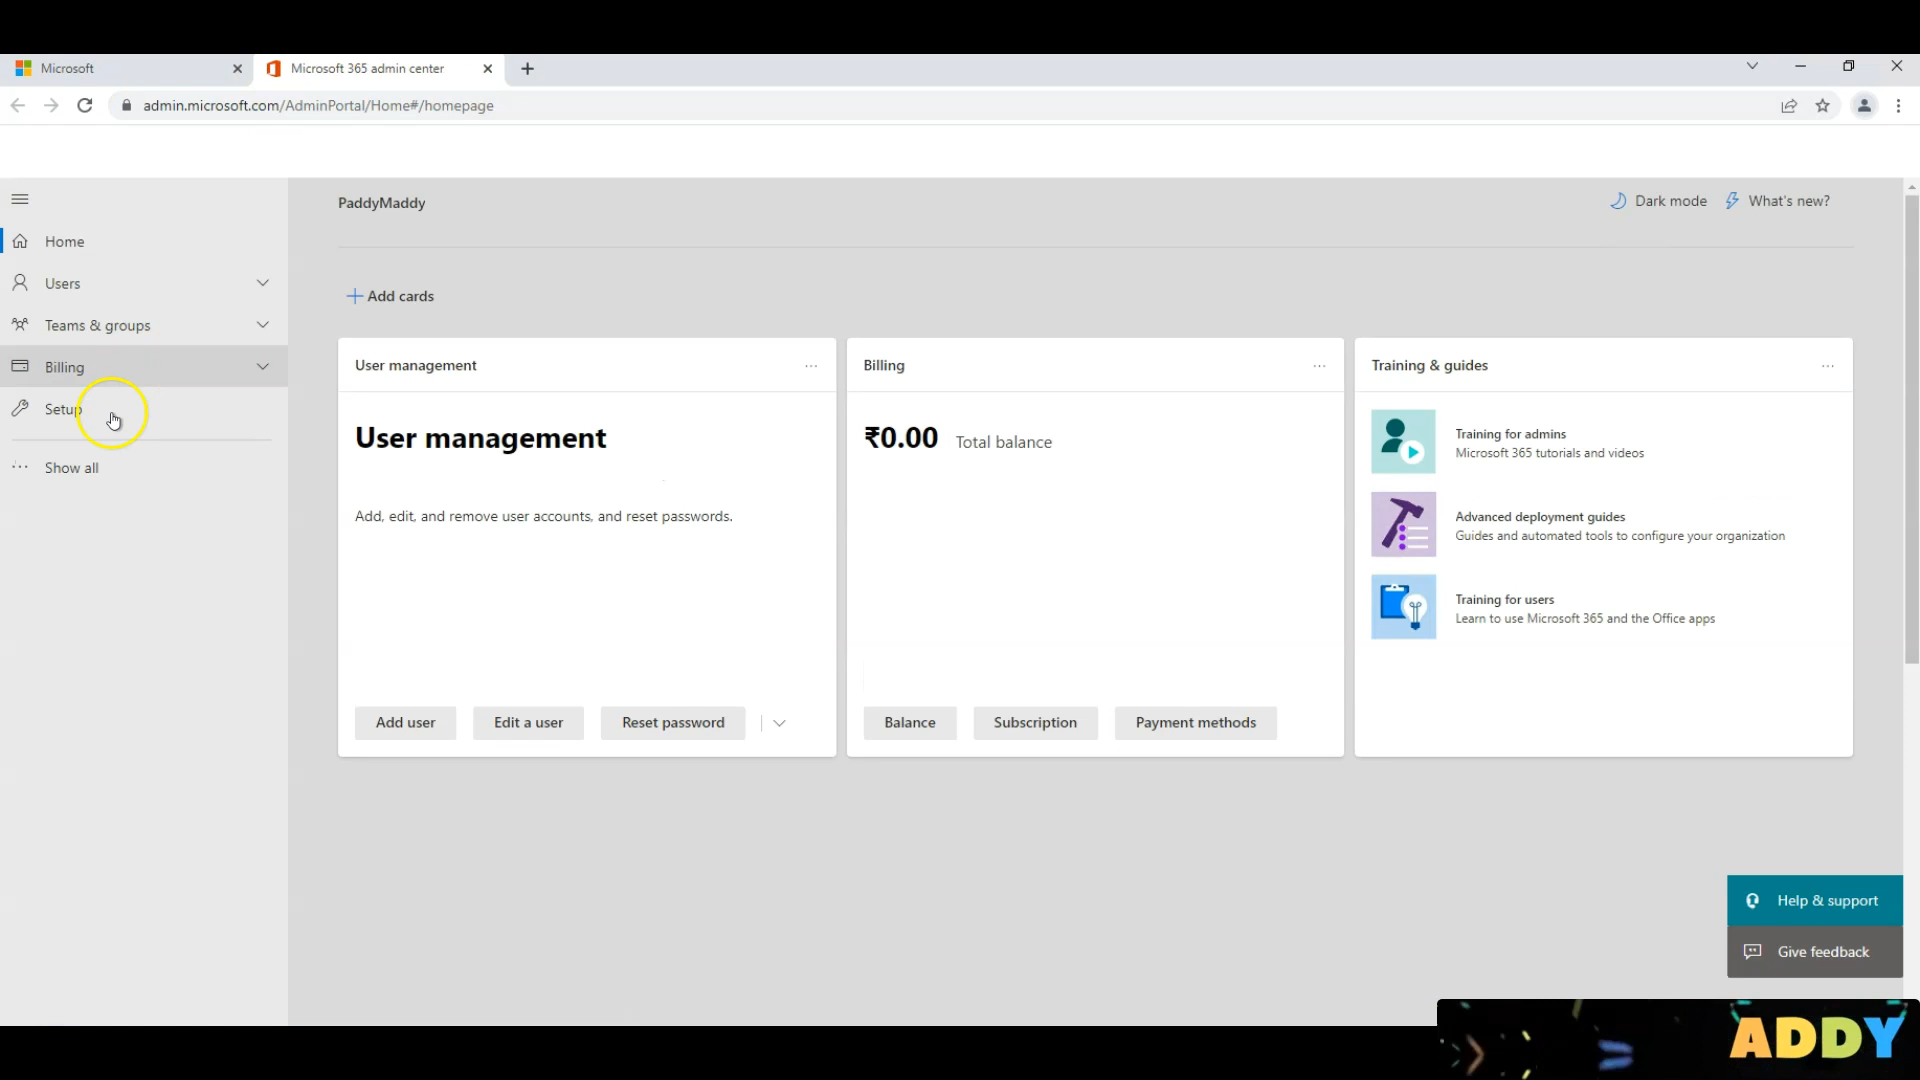 Microsoft
Microsoft 365 admin center
admin.microsoft.com/AdminPortal/Home#/homepage
PaddyMaddy
Dark mode
What's new?
Home
Users
Teams & groups
Billing
Setup
Show all
Add cards
User management
User management
Add, edit, and remove user accounts, and reset passwords.
Add user
Edit a user
Reset password
Billing
₹0.00 Total balance
Balance
Subscription
Payment methods
Training & guides
Training for admins
Microsoft 365 tutorials and videos
Advanced deployment guides
Guides and automated tools to configure your organization
Training for users
Learn to use Microsoft 365 and the Office apps
Help & support
Give feedback
ADDY